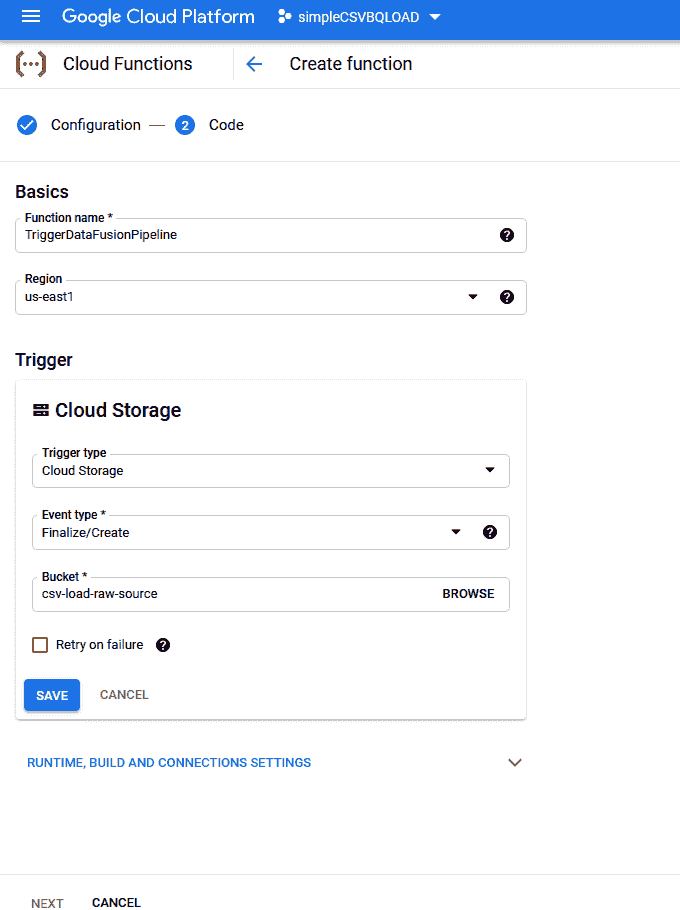 Google Cloud Platform simpleCSVBQLOAD
Cloud Functions Create function
Configuration — 2 Code
Basics
Function name *
TriggerDataFusionPipeline
Region
us-east1
Trigger
Cloud Storage
Trigger type
Cloud Storage
Event type *
Finalize/Create
Bucket *
csv-load-raw-source BROWSE
Retry on failure
SAVE CANCEL
RUNTIME, BUILD AND CONNECTIONS SETTINGS
NEXT CANCEL